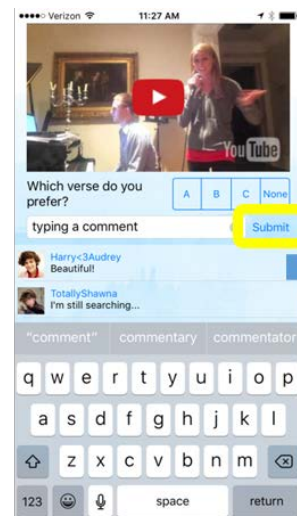 Verizon 11:27 AM
YouTube
Which verse do you prefer?
A B C None
typing a comment Submit
Harry<3Audrey
Beautiful!
TotallyShawna
I'm still searching...
"comment" commentary commentator
q w e r t y u i o p
a s d f g h j k l
z x c v b n m
123 space return